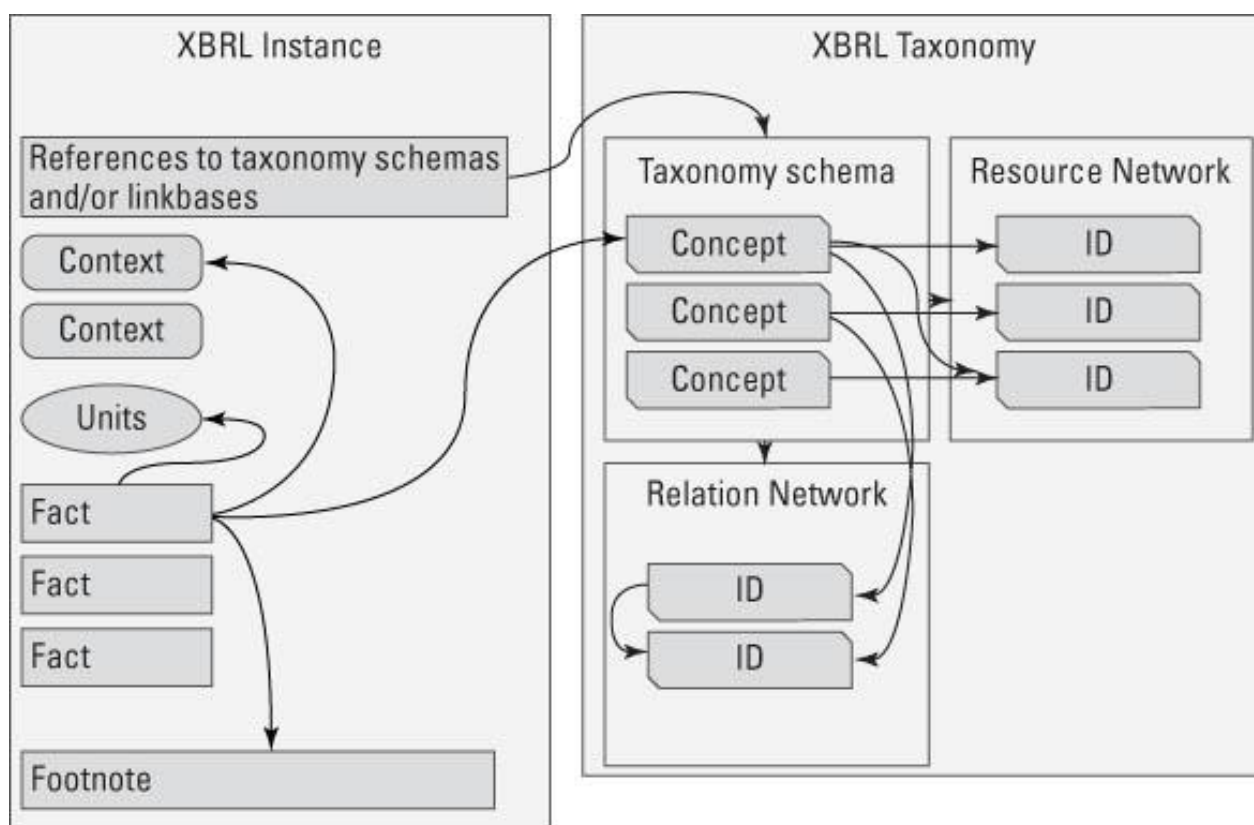 XBRL Instance
References to taxonomy schemas
and/or linkbases
Context
Context
Units
Fact
Fact
Fact
Footnote
XBRL Taxonomy
Taxonomy schema
Concept
Concept
Concept
Resource Network
ID
ID
ID
Relation Network
ID
ID